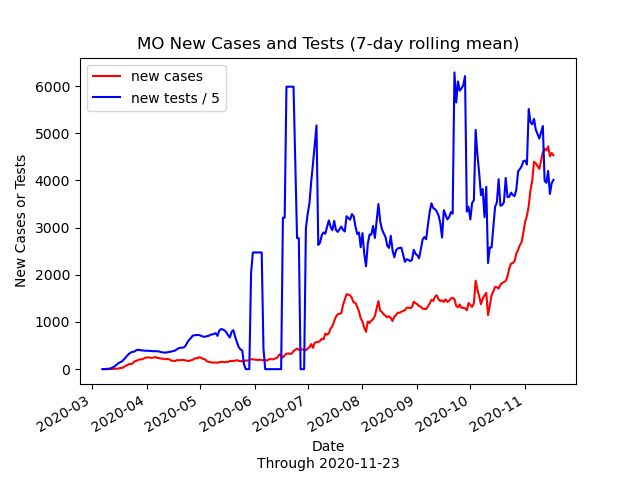 MO New Cases and Tests (7-day rolling mean)
new cases
new tests / 5
New Cases or Tests
6000
5000
4000
3000
2000
1000
0
2020-03
2020-04
2020-05
2020-06
2020-07
2020-08
2020-09
2020-10
2020-11
Date
Through 2020-11-23